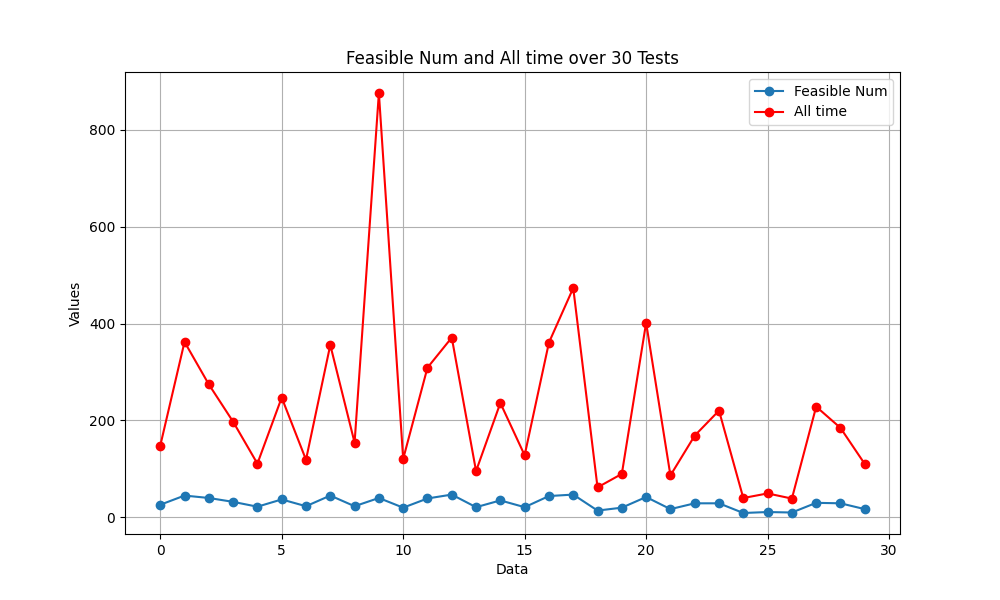 Feasible Num and All time over 30 Tests
Feasible Num
All time
Values
800
600
400
200
0
0 5 10 15 20 25 30
Data